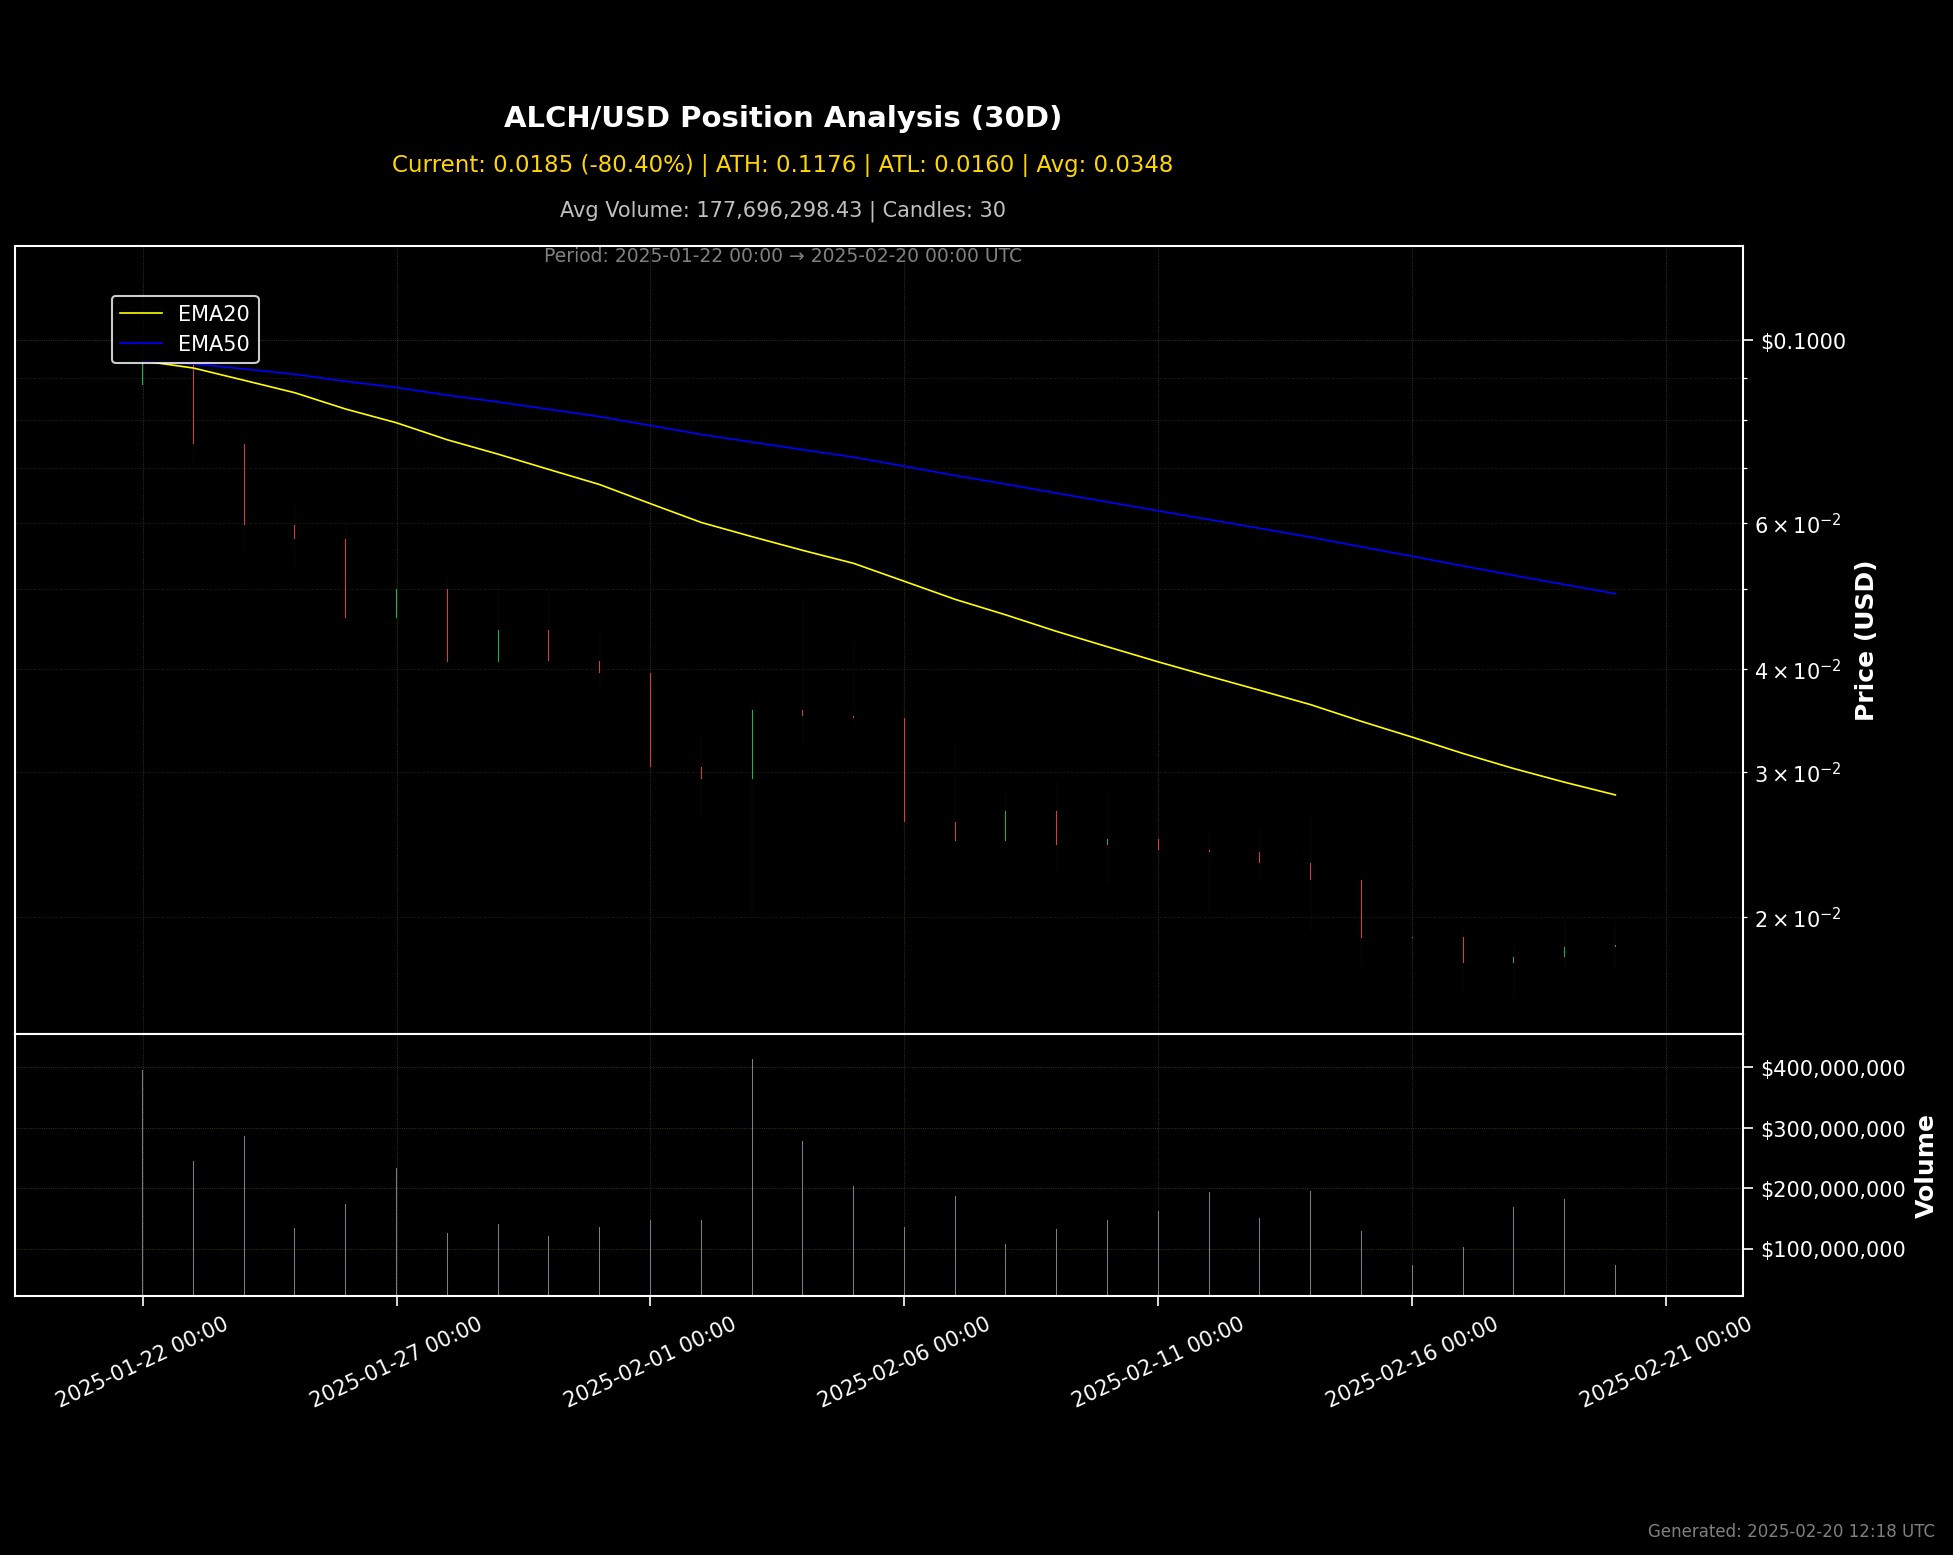 ALCH/USD Position Analysis (30D)
Current: 0.0185 (-80.40%) | ATH: 0.1176 | ATL: 0.0160 | Avg: 0.0348
Avg Volume: 177,696,298.43 | Candles: 30
Period: 2025-01-22 00:00 → 2025-02-20 00:00 UTC
EMA20
EMA50
$0.1000
6 × 10⁻²
4 × 10⁻²
3 × 10⁻²
2 × 10⁻²
Price (USD)
$400,000,000
$300,000,000
$200,000,000
$100,000,000
Volume
2025-01-22 00:00
2025-01-27 00:00
2025-02-01 00:00
2025-02-06 00:00
2025-02-11 00:00
2025-02-16 00:00
2025-02-21 00:00
Generated: 2025-02-20 12:18 UTC